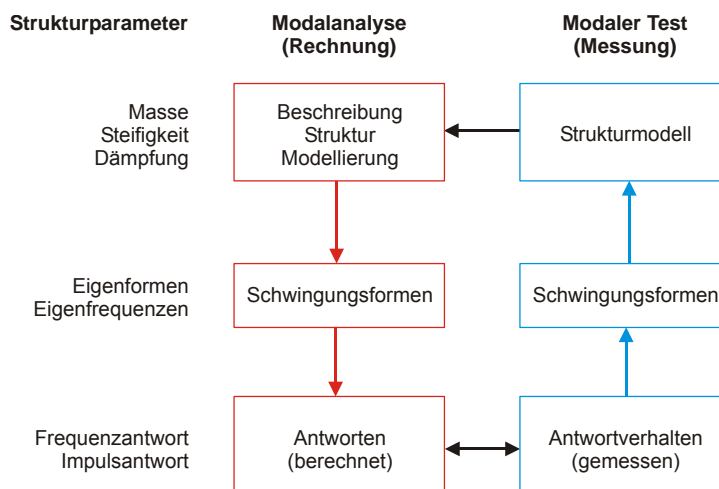 Strukturparameter
Modalanalyse
(Rechnung)
Modaler Test
(Messung)
Masse
Steifigkeit
Dämpfung
Beschreibung
Struktur
Modellierung
Strukturmodell
Eigenformen
Eigenfrequenzen
Schwingungsformen
Schwingungsformen
Frequenzantwort
Impulsantwort
Antworten
(berechnet)
Antwortverhalten
(gemessen)